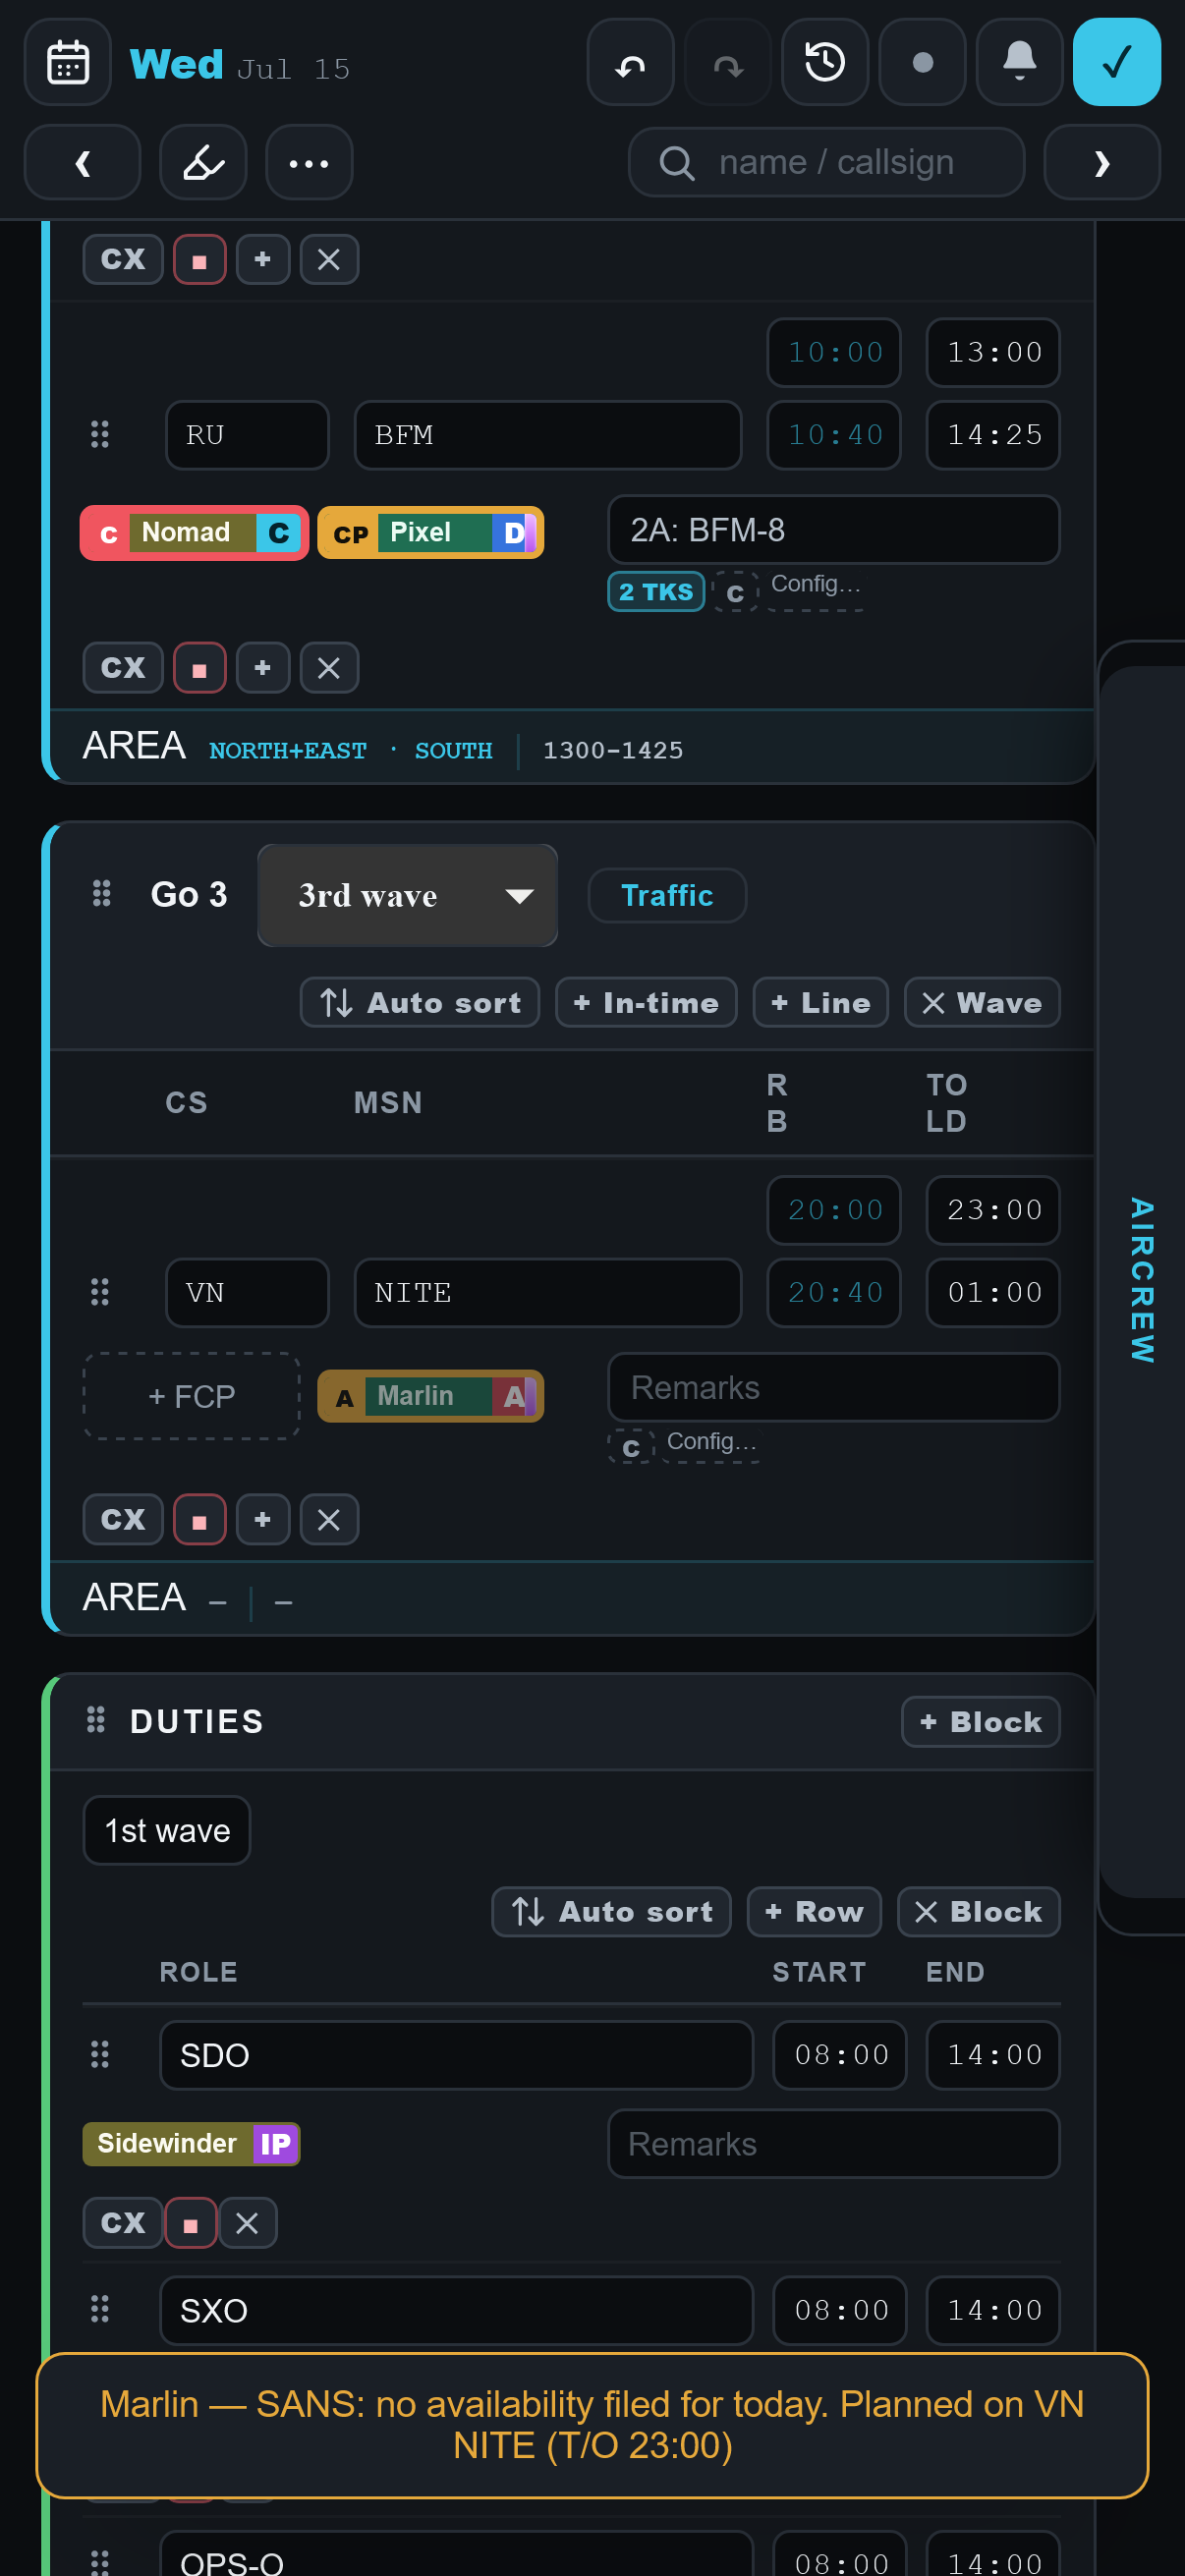 Wed Jul 15
name / callsign
CX + ×
10:00 13:00
RU BFM 10:40 14:25
C Nomad C CP Pixel D 2A: BFM-8
2 TKS C Config...
CX + ×
AREA NORTH+EAST · SOUTH | 1300-1425
Go 3 3rd wave Traffic
Auto sort + In-time + Line × Wave
CS MSN R TO
B LD
20:00 23:00
VN NITE 20:40 01:00
+ FCP A Marlin A Remarks
C Config...
CX + ×
AREA – | –
AIRCREW
DUTIES + Block
1st wave
Auto sort + Row × Block
ROLE START END
SDO 08:00 14:00
Sidewinder IP Remarks
CX ×
SXO 08:00 14:00
Marlin — SANS: no availability filed for today. Planned on VN
NITE (T/O 23:00)
OPS-O 08:00 14:00